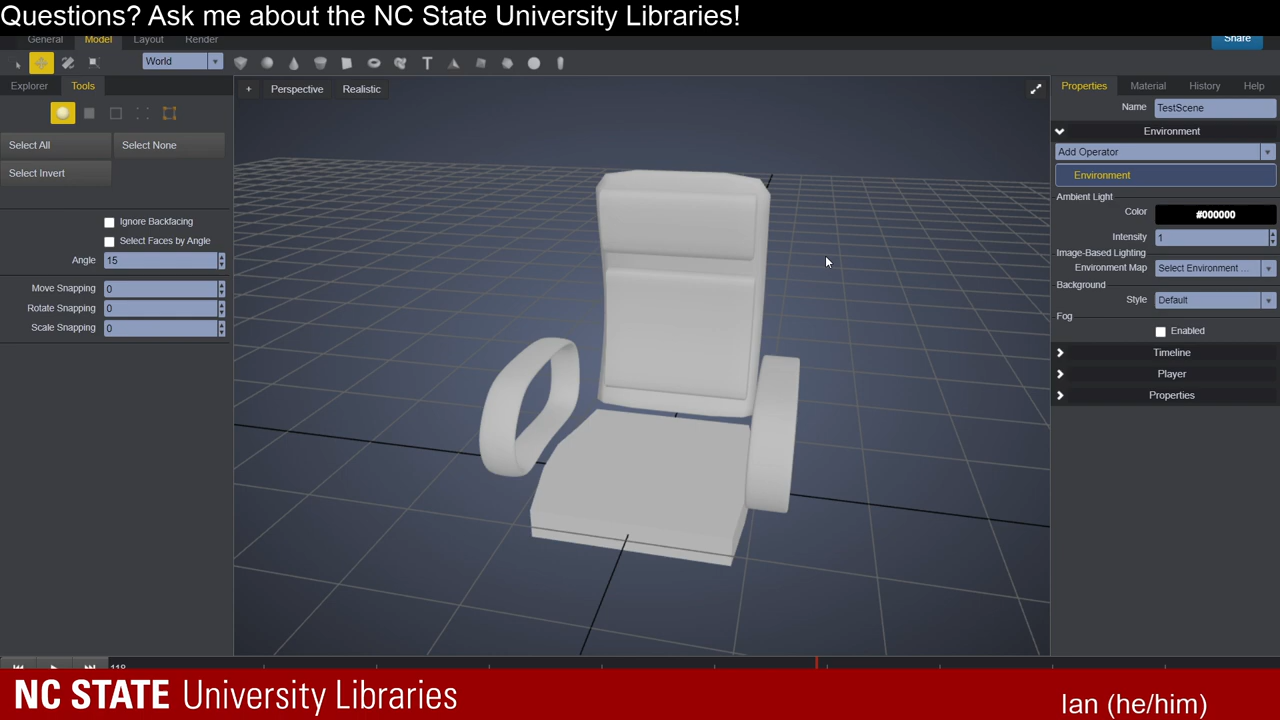 Questions? Ask me about the NC State University Libraries!
General Model Layout Render Share
World
Explorer Tools + Perspective Realistic Properties Material History Help
Name TestScene
Environment
Select All Select None Add Operator
Select Invert Environment
Ambient Light
Color #000000
Ignore Backfacing Intensity 1
Select Faces by Angle Image-Based Lighting
Angle 15 Environment Map Select Environment ...
Background
Move Snapping 0 Style Default
Rotate Snapping 0 Fog
Scale Snapping 0 Enabled
Timeline
Player
Properties
118
NC STATE University Libraries
Ian (he/him)